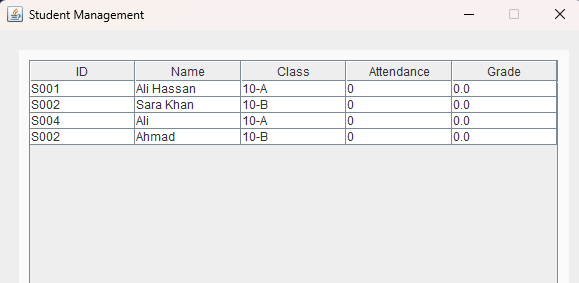 Student Management
ID Name Class Attendance Grade
S001 Ali Hassan 10-A 0 0.0
S002 Sara Khan 10-B 0 0.0
S004 Ali 10-A 0 0.0
S002 Ahmad 10-B 0 0.0